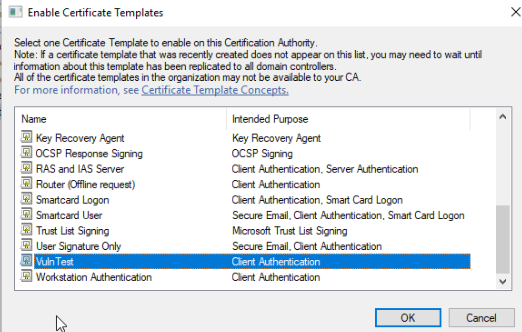 Enable Certificate Templates
Select one Certificate Template to enable on this Certification Authority.
Note: If a certificate template that was recently created does not appear on this list, you may need to wait until
information about this template has been replicated to all domain controllers.
All of the certificate templates in the organization may not be available to your CA.
For more information, see Certificate Template Concepts.
Name Intended Purpose
Key Recovery Agent Key Recovery Agent
OCSP Response Signing OCSP Signing
RAS and IAS Server Client Authentication, Server Authentication
Router (Offline request) Client Authentication
Smartcard Logon Client Authentication, Smart Card Logon
Smartcard User Secure Email, Client Authentication, Smart Card Logon
Trust List Signing Microsoft Trust List Signing
User Signature Only Secure Email, Client Authentication
VulnTest Client Authentication
Workstation Authentication Client Authentication
OK Cancel